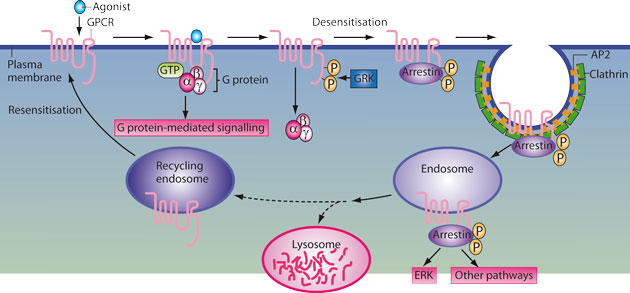 Agonist
GPCR
Desensitisation
Plasma
membrane
GTP
α
β
γ
G protein
P
P
GRK
Arrestin
P
P
AP2
Clathrin
Arrestin
P
P
Resensitisation
G protein-mediated signalling
α
β
γ
Recycling
endosome
Endosome
Arrestin
P
P
Lysosome
ERK
Other pathways